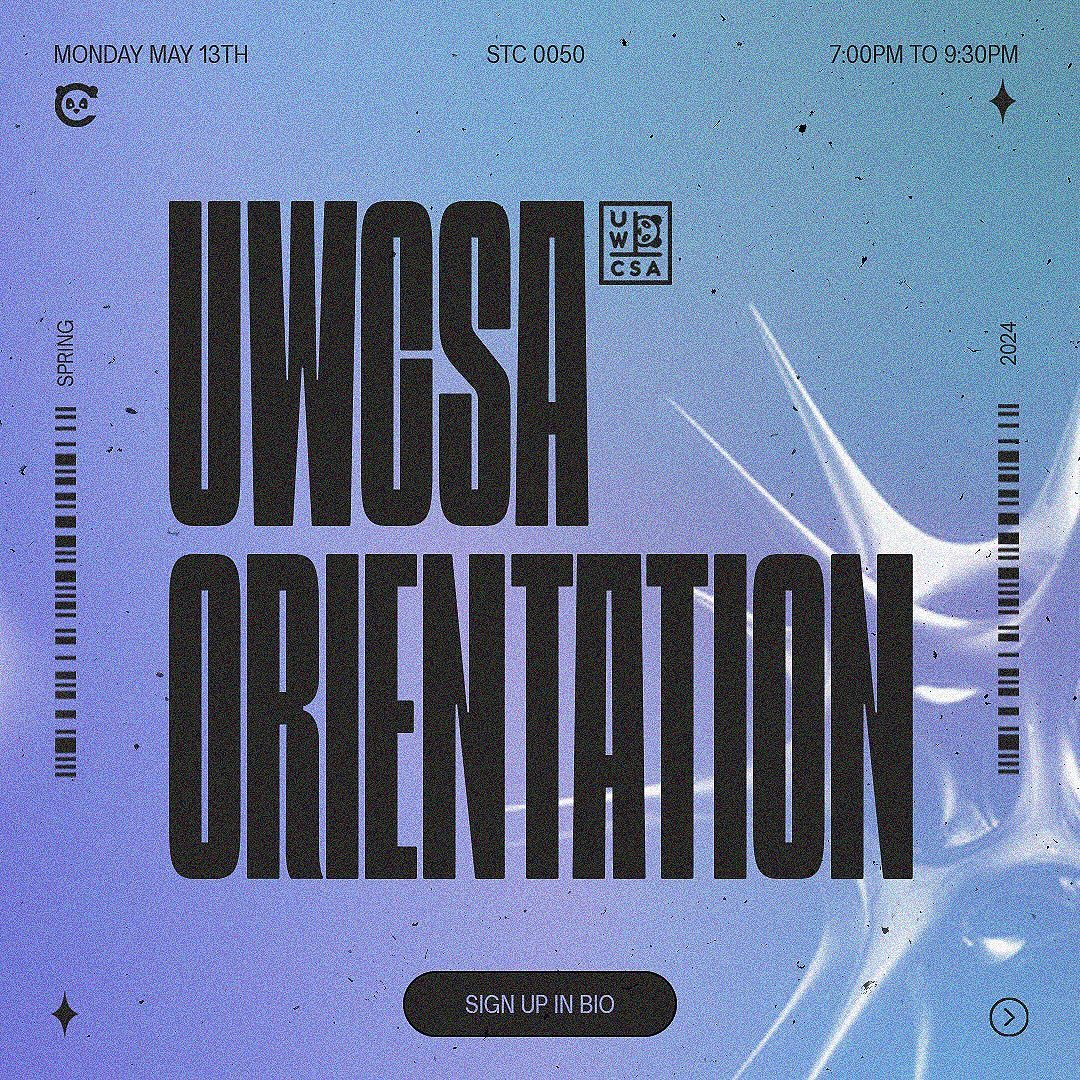 MONDAY MAY 13TH
STC 0050
7:00PM TO 9:30PM
UWCSA
U
W
CSA
SPRING
2024
ORIENTATION
SIGN UP IN BIO